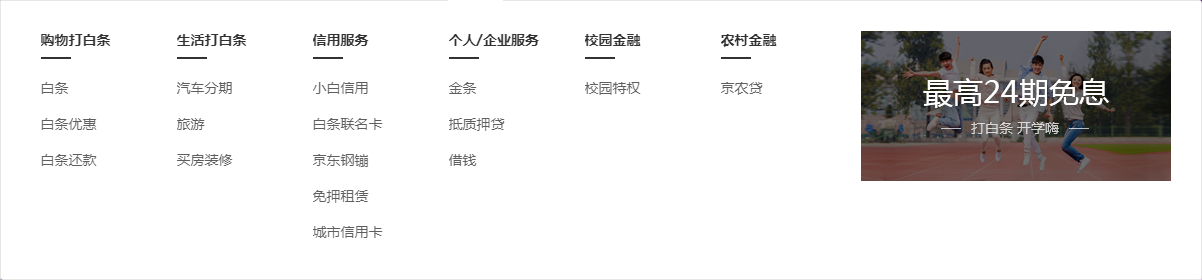 购物打白条
白条
白条优惠
白条还款
生活打白条
汽车分期
旅游
买房装修
信用服务
小白信用
白条联名卡
京东钢镚
免押租赁
城市信用卡
个人/企业服务
金条
抵质押贷
借钱
校园金融
校园特权
农村金融
京农贷
最高24期免息
打白条 开学嗨